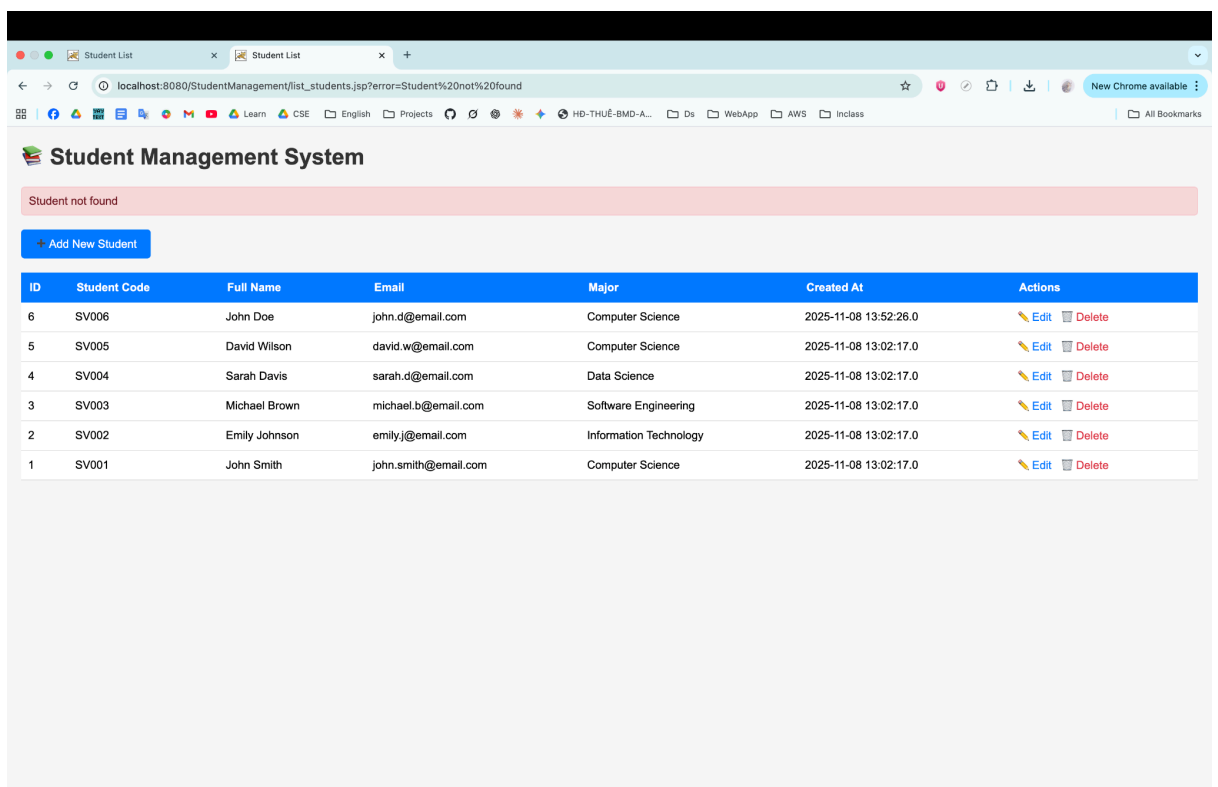 Student List
Student List
localhost:8080/StudentManagement/list_students.jsp?error=Student%20not%20found
New Chrome available
Learn CSE English Projects HĐ-THUÊ-BMD-A... Ds WebApp AWS Inclass All Bookmarks
Student Management System
Student not found
Add New Student
ID Student Code Full Name Email Major Created At Actions
6 SV006 John Doe john.d@email.com Computer Science 2025-11-08 13:52:26.0 Edit Delete
5 SV005 David Wilson david.w@email.com Computer Science 2025-11-08 13:02:17.0 Edit Delete
4 SV004 Sarah Davis sarah.d@email.com Data Science 2025-11-08 13:02:17.0 Edit Delete
3 SV003 Michael Brown michael.b@email.com Software Engineering 2025-11-08 13:02:17.0 Edit Delete
2 SV002 Emily Johnson emily.j@email.com Information Technology 2025-11-08 13:02:17.0 Edit Delete
1 SV001 John Smith john.smith@email.com Computer Science 2025-11-08 13:02:17.0 Edit Delete